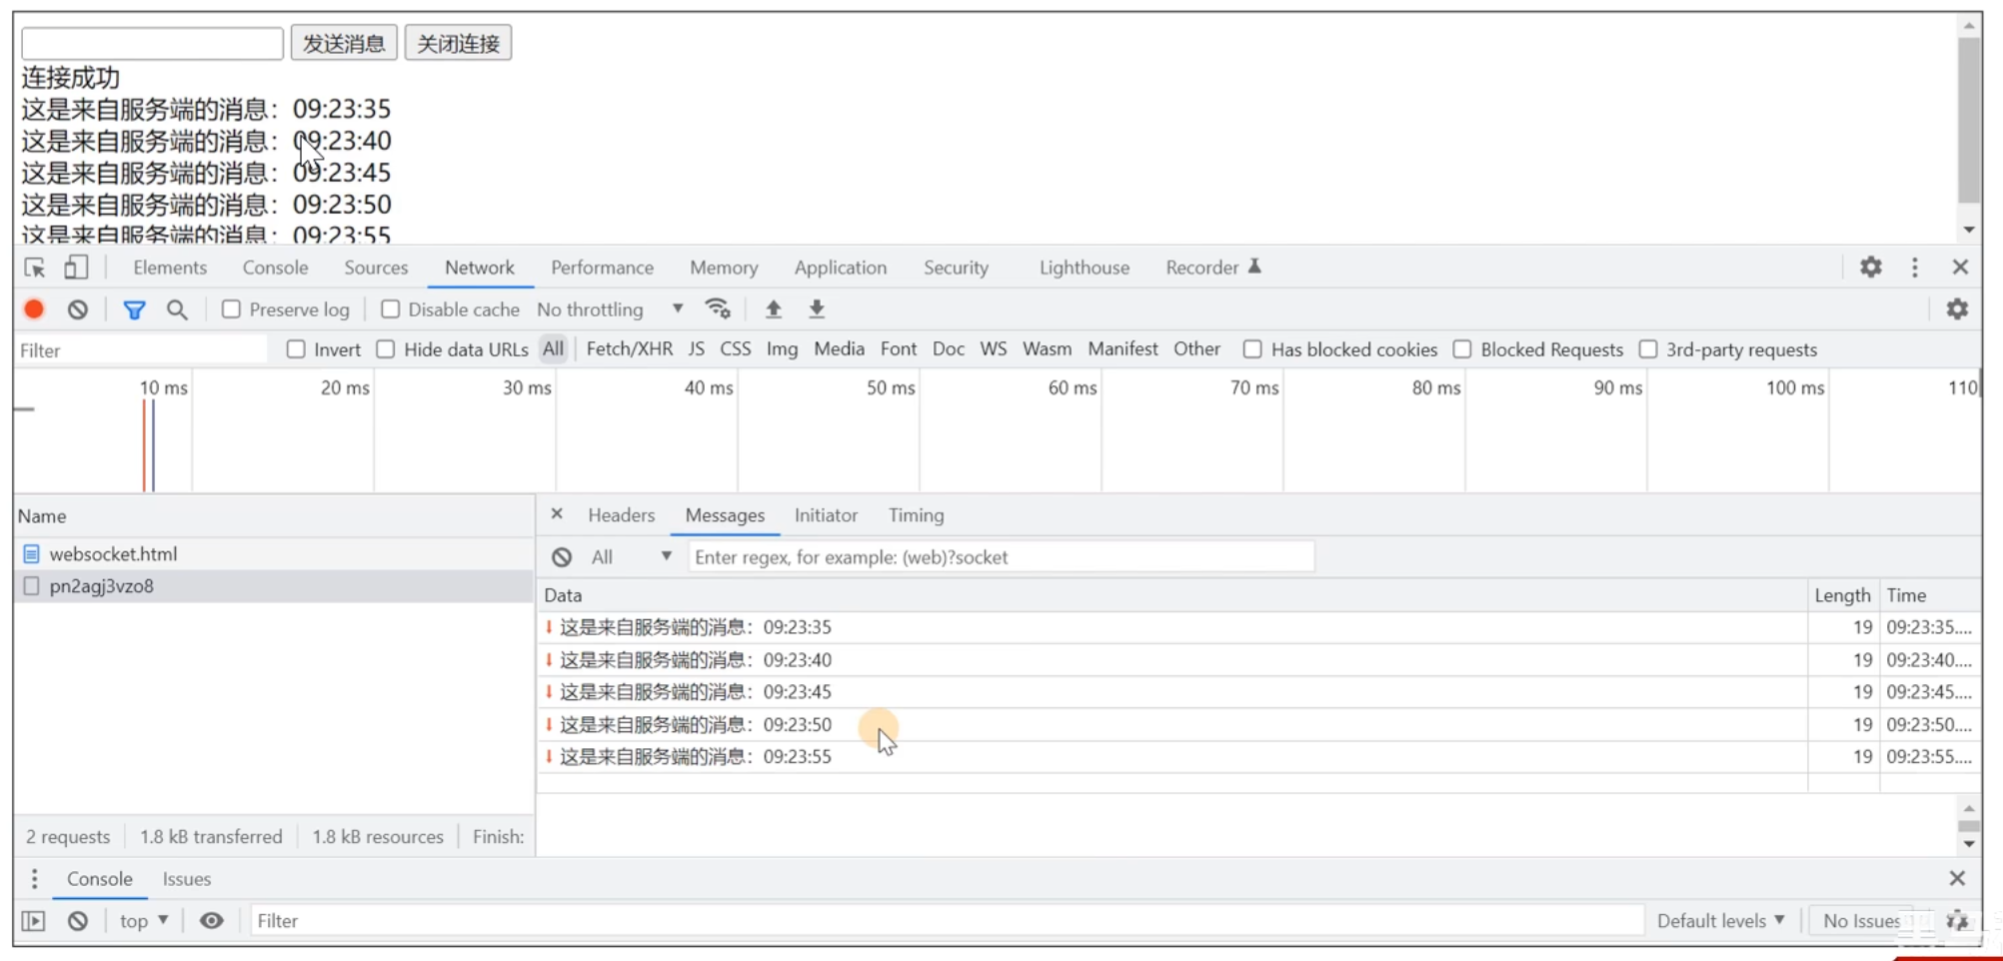 发送消息 关闭连接
连接成功
这是来自服务端的消息：09:23:35
这是来自服务端的消息：09:23:40
这是来自服务端的消息：09:23:45
这是来自服务端的消息：09:23:50
这是来自服务端的消息：09:23:55
Elements Console Sources Network Performance Memory Application Security Lighthouse Recorder
Preserve log Disable cache No throttling
Filter Invert Hide data URLs All Fetch/XHR JS CSS Img Media Font Doc WS Wasm Manifest Other Has blocked cookies Blocked Requests 3rd-party requests
10 ms 20 ms 30 ms 40 ms 50 ms 60 ms 70 ms 80 ms 90 ms 100 ms 110
Name
websocket.html
pn2agj3vzo8
Headers Messages Initiator Timing
All Enter regex, for example: (web)?socket
Data Length Time
这是来自服务端的消息：09:23:35 19 09:23:35....
这是来自服务端的消息：09:23:40 19 09:23:40....
这是来自服务端的消息：09:23:45 19 09:23:45....
这是来自服务端的消息：09:23:50 19 09:23:50....
这是来自服务端的消息：09:23:55 19 09:23:55....
2 requests 1.8 kB transferred 1.8 kB resources Finish:
Console Issues
top Filter Default levels No Issues